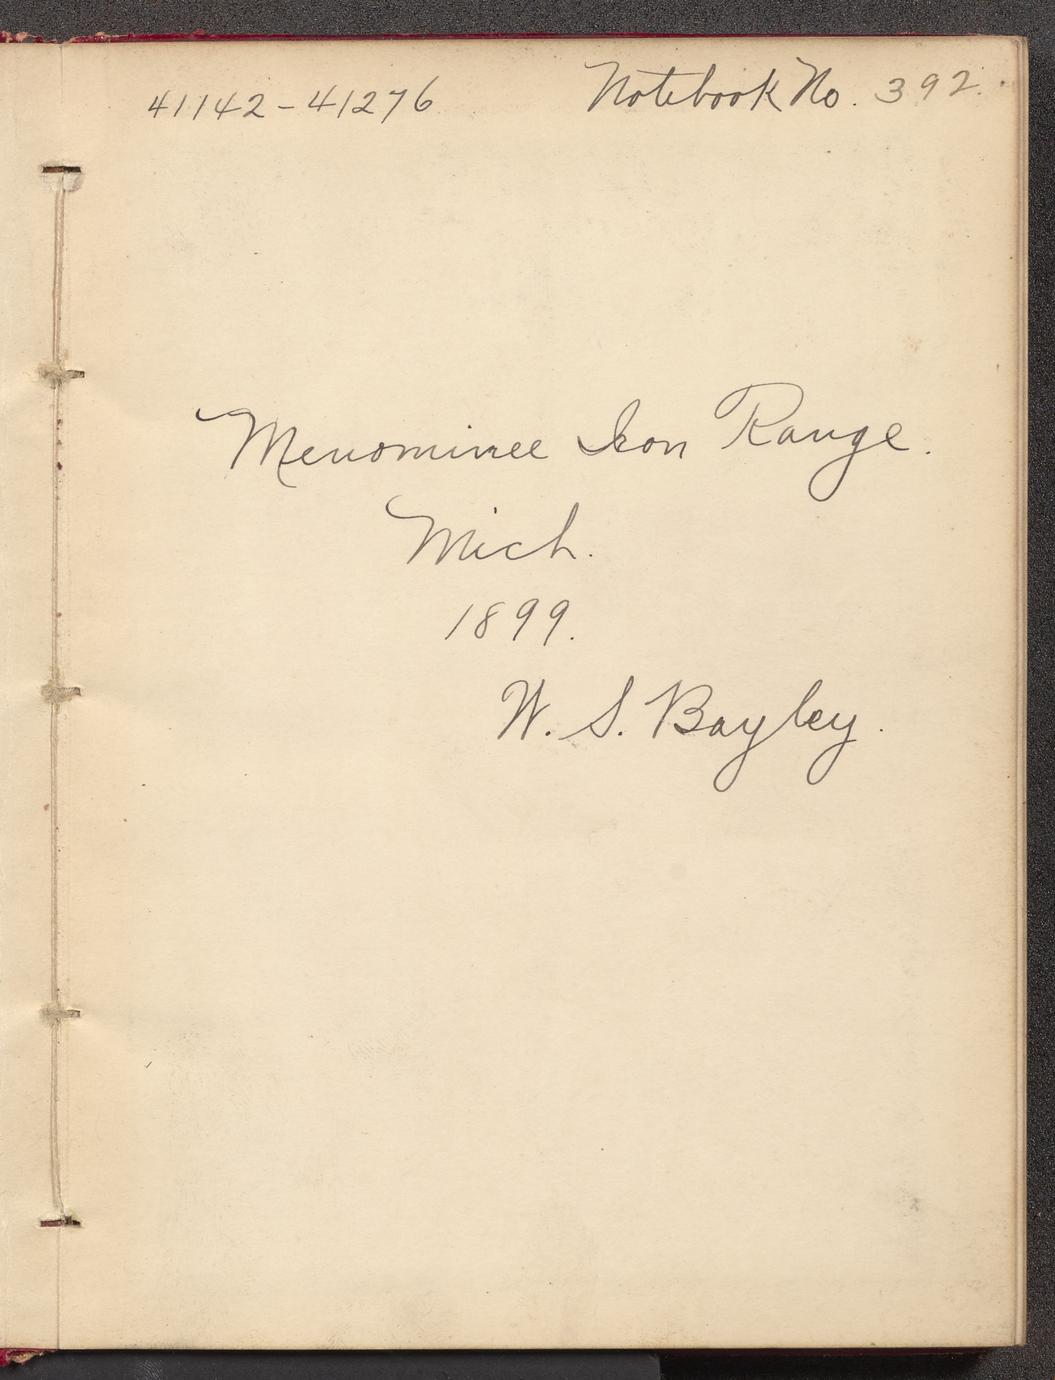 41142-41276 Notebook No. 392.
Menominee Iron Range.
Mich.
1899.
W. S. Bayley.